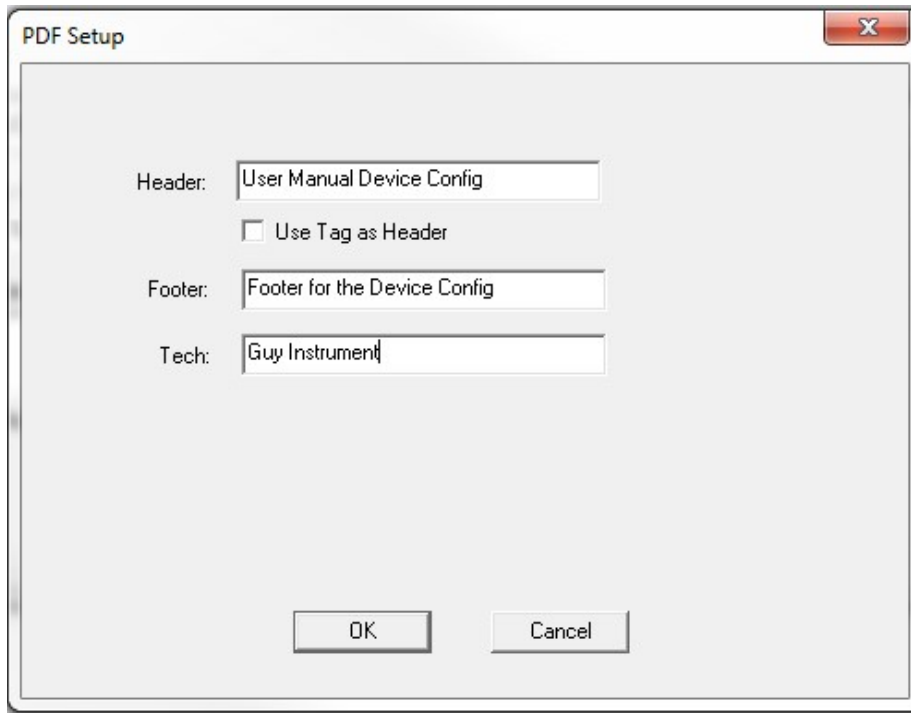 PDF Setup
Header: User Manual Device Config
Use Tag as Header
Footer: Footer for the Device Config
Tech: Guy Instrument
OK Cancel